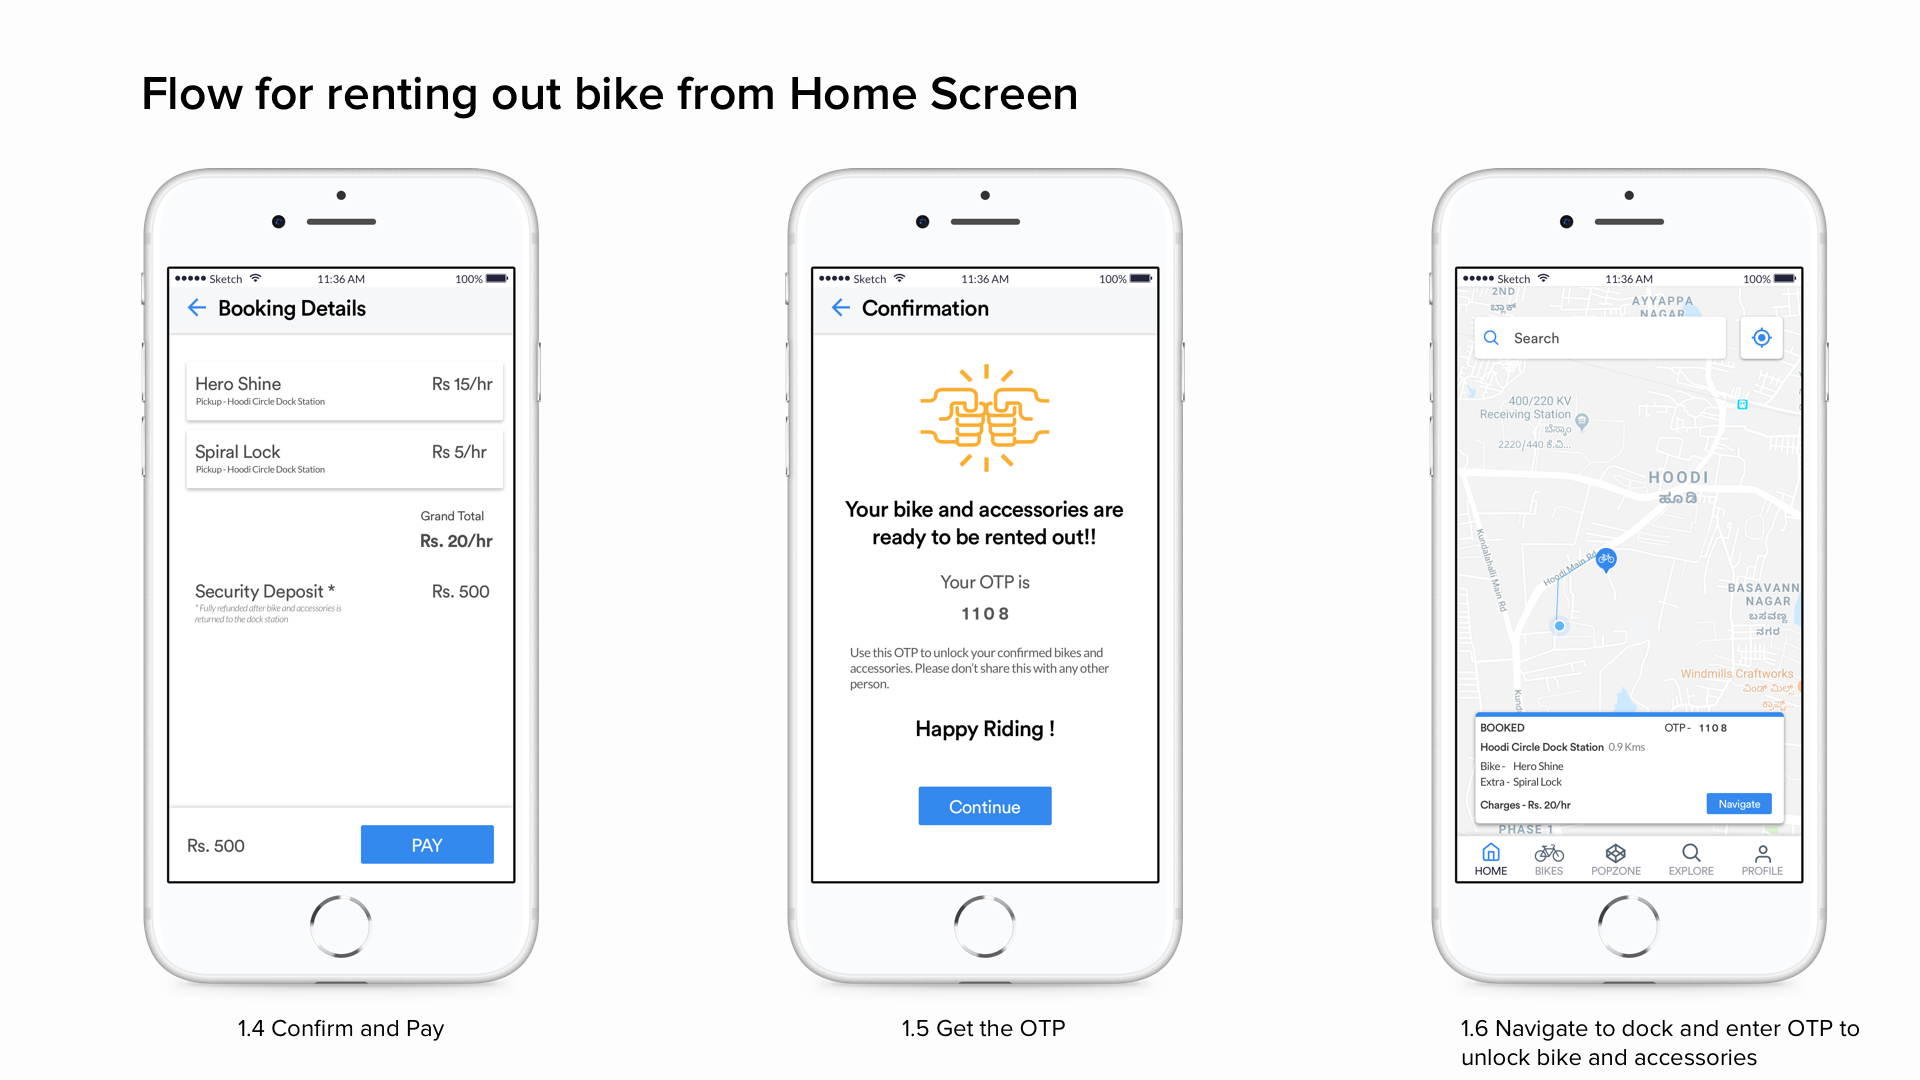 Flow for renting out bike from Home Screen
Sketch 11:36 AM 100%
Booking Details
Hero Shine Rs 15/hr
Pickup - Hoodi Circle Dock Station
Spiral Lock Rs 5/hr
Pickup - Hoodi Circle Dock Station
Grand Total
Rs. 20/hr
Security Deposit * Rs. 500
* Fully refunded after bike and accessories is
returned to the dock station
Rs. 500 PAY
1.4 Confirm and Pay
Sketch 11:36 AM 100%
Confirmation
Your bike and accessories are
ready to be rented out!!
Your OTP is
1108
Use this OTP to unlock your confirmed bikes and
accessories. Please don't share this with any other
person.
Happy Riding !
Continue
1.5 Get the OTP
Sketch 11:36 AM 100%
2ND
ಬ್ಲಾಕ್
AYYAPPA
NAGAR
Search
400/220 KV
Receiving Station
2220/440 ಕೆ.ವಿ...
HOODI
ಹೂಡಿ
Kundalahalli Main Rd
Hoodi Main Rd
BASAVANN
NAGAR
ಬಸವಣ್ಣ
ನಗರ
Windmills Craftworks
ವಿಂಡ್ ಮಿಲ್ಸ್
ಕ್ರಾಫ್ಟ್...
Kunda
BOOKED OTP - 1108
Hoodi Circle Dock Station 0.9 Kms
Bike - Hero Shine
Extra - Spiral Lock
Charges - Rs. 20/hr Navigate
PHASE 1
HOME BIKES POPZONE EXPLORE PROFILE
1.6 Navigate to dock and enter OTP to
unlock bike and accessories